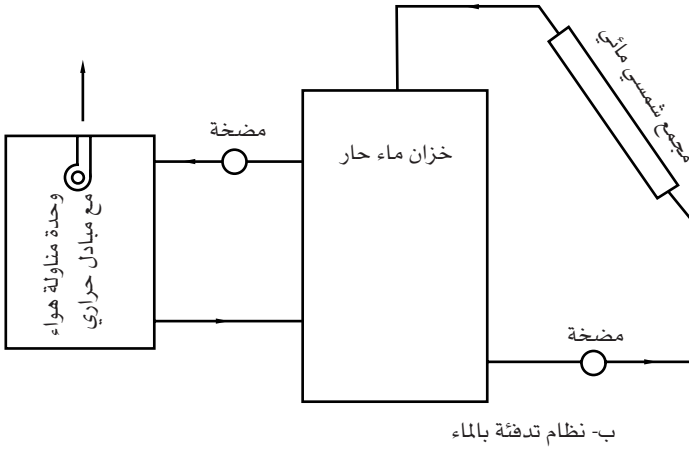 مجمع شمسي مائي
مضخة
خزان ماء حار
وحدة مناولة هواء
مع مبادل حراري
مضخة
ب- نظام تدفئة بالماء